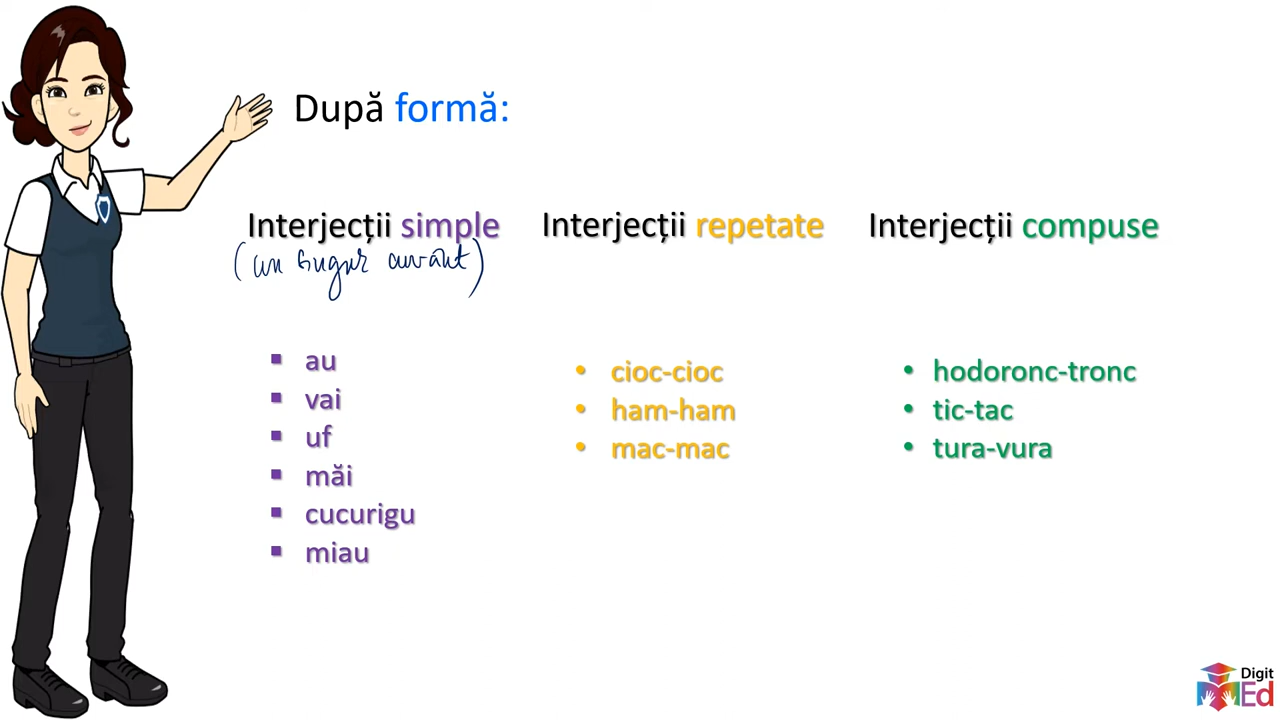 După formă:
Interjecții simple
(un singur cuvânt)
au
vai
uf
măi
cucurigu
miau
Interjecții repetate
cioc-cioc
ham-ham
mac-mac
Interjecții compuse
hodoronc-tronc
tic-tac
tura-vura
Digit
Ed